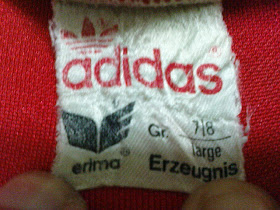 adidas®
Gr. 7/8
large
erima® Erzeugnis